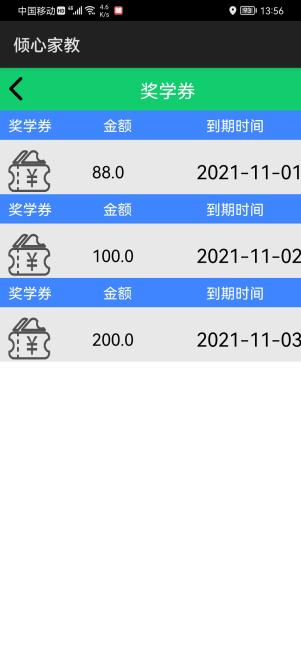 中国移动 HD 4G 4.6 K/s 93 13:56
倾心家教
奖学券
奖学券 金额 到期时间
¥ 88.0 2021-11-01
奖学券 金额 到期时间
¥ 100.0 2021-11-02
奖学券 金额 到期时间
¥ 200.0 2021-11-03